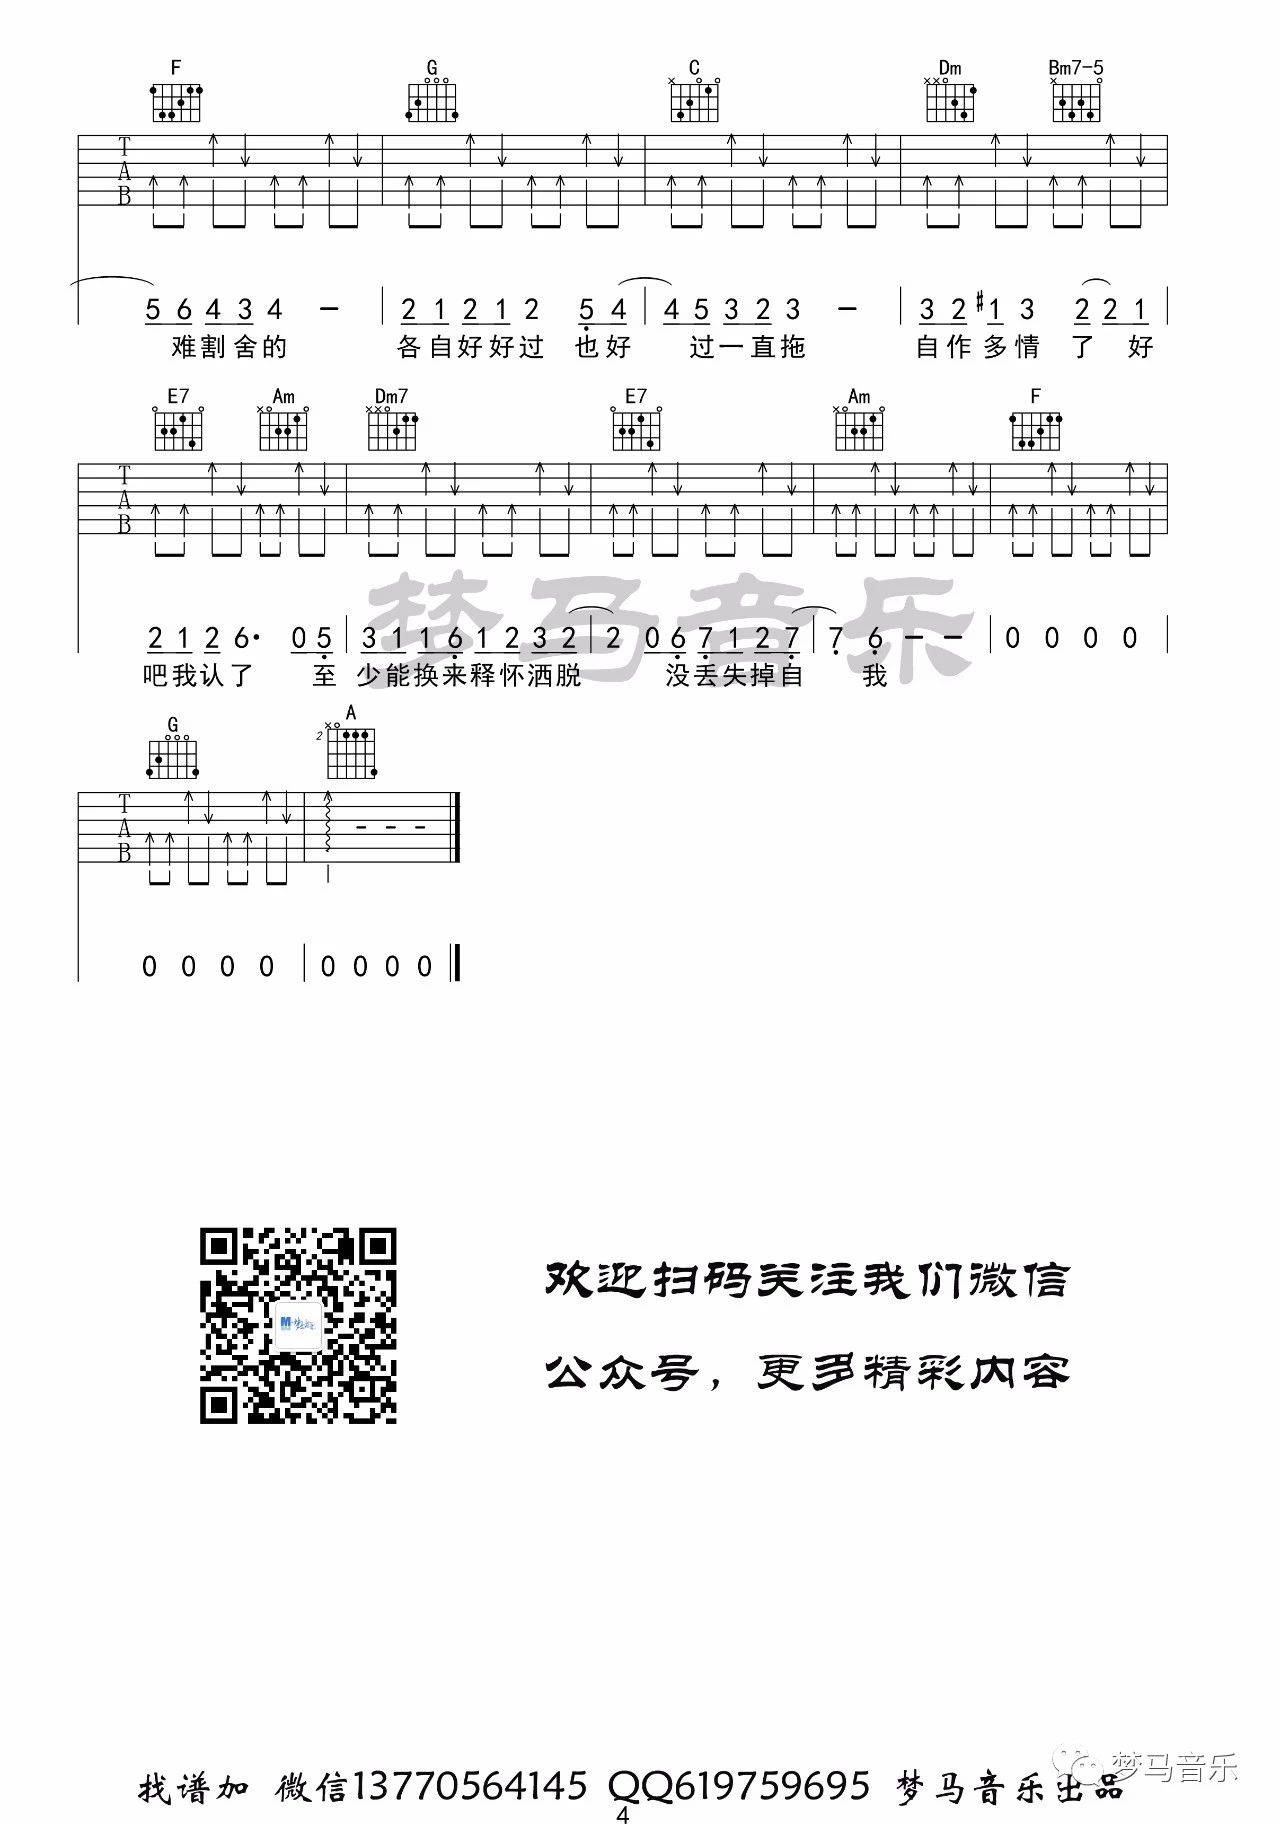 F G C Dm Bm7-5
T
A
B
5 6 4 3 4 – 2 1 2 1 2 5 4 4 5 3 2 3 – 3 2 #1 3 2 2 1
难割舍的 各自好好过 也好 过一直拖 自作多情 了 好
E7 Am Dm7 E7 Am F
T
A
B
梦马音乐
2 1 2 6· 0 5 3 1 1 6 1 2 3 2 2 0 6 7 1 2 7 7 6 – – 0 0 0 0
吧我认了 至 少能换来释怀洒脱 没丢失掉自 我
G A
2
T
A
B
– – –
0 0 0 0 0 0 0 0
欢迎扫码关注我们微信
公众号，更多精彩内容
梦马音乐
找谱加 微信13770564145 QQ619759695 梦马音乐出品
4